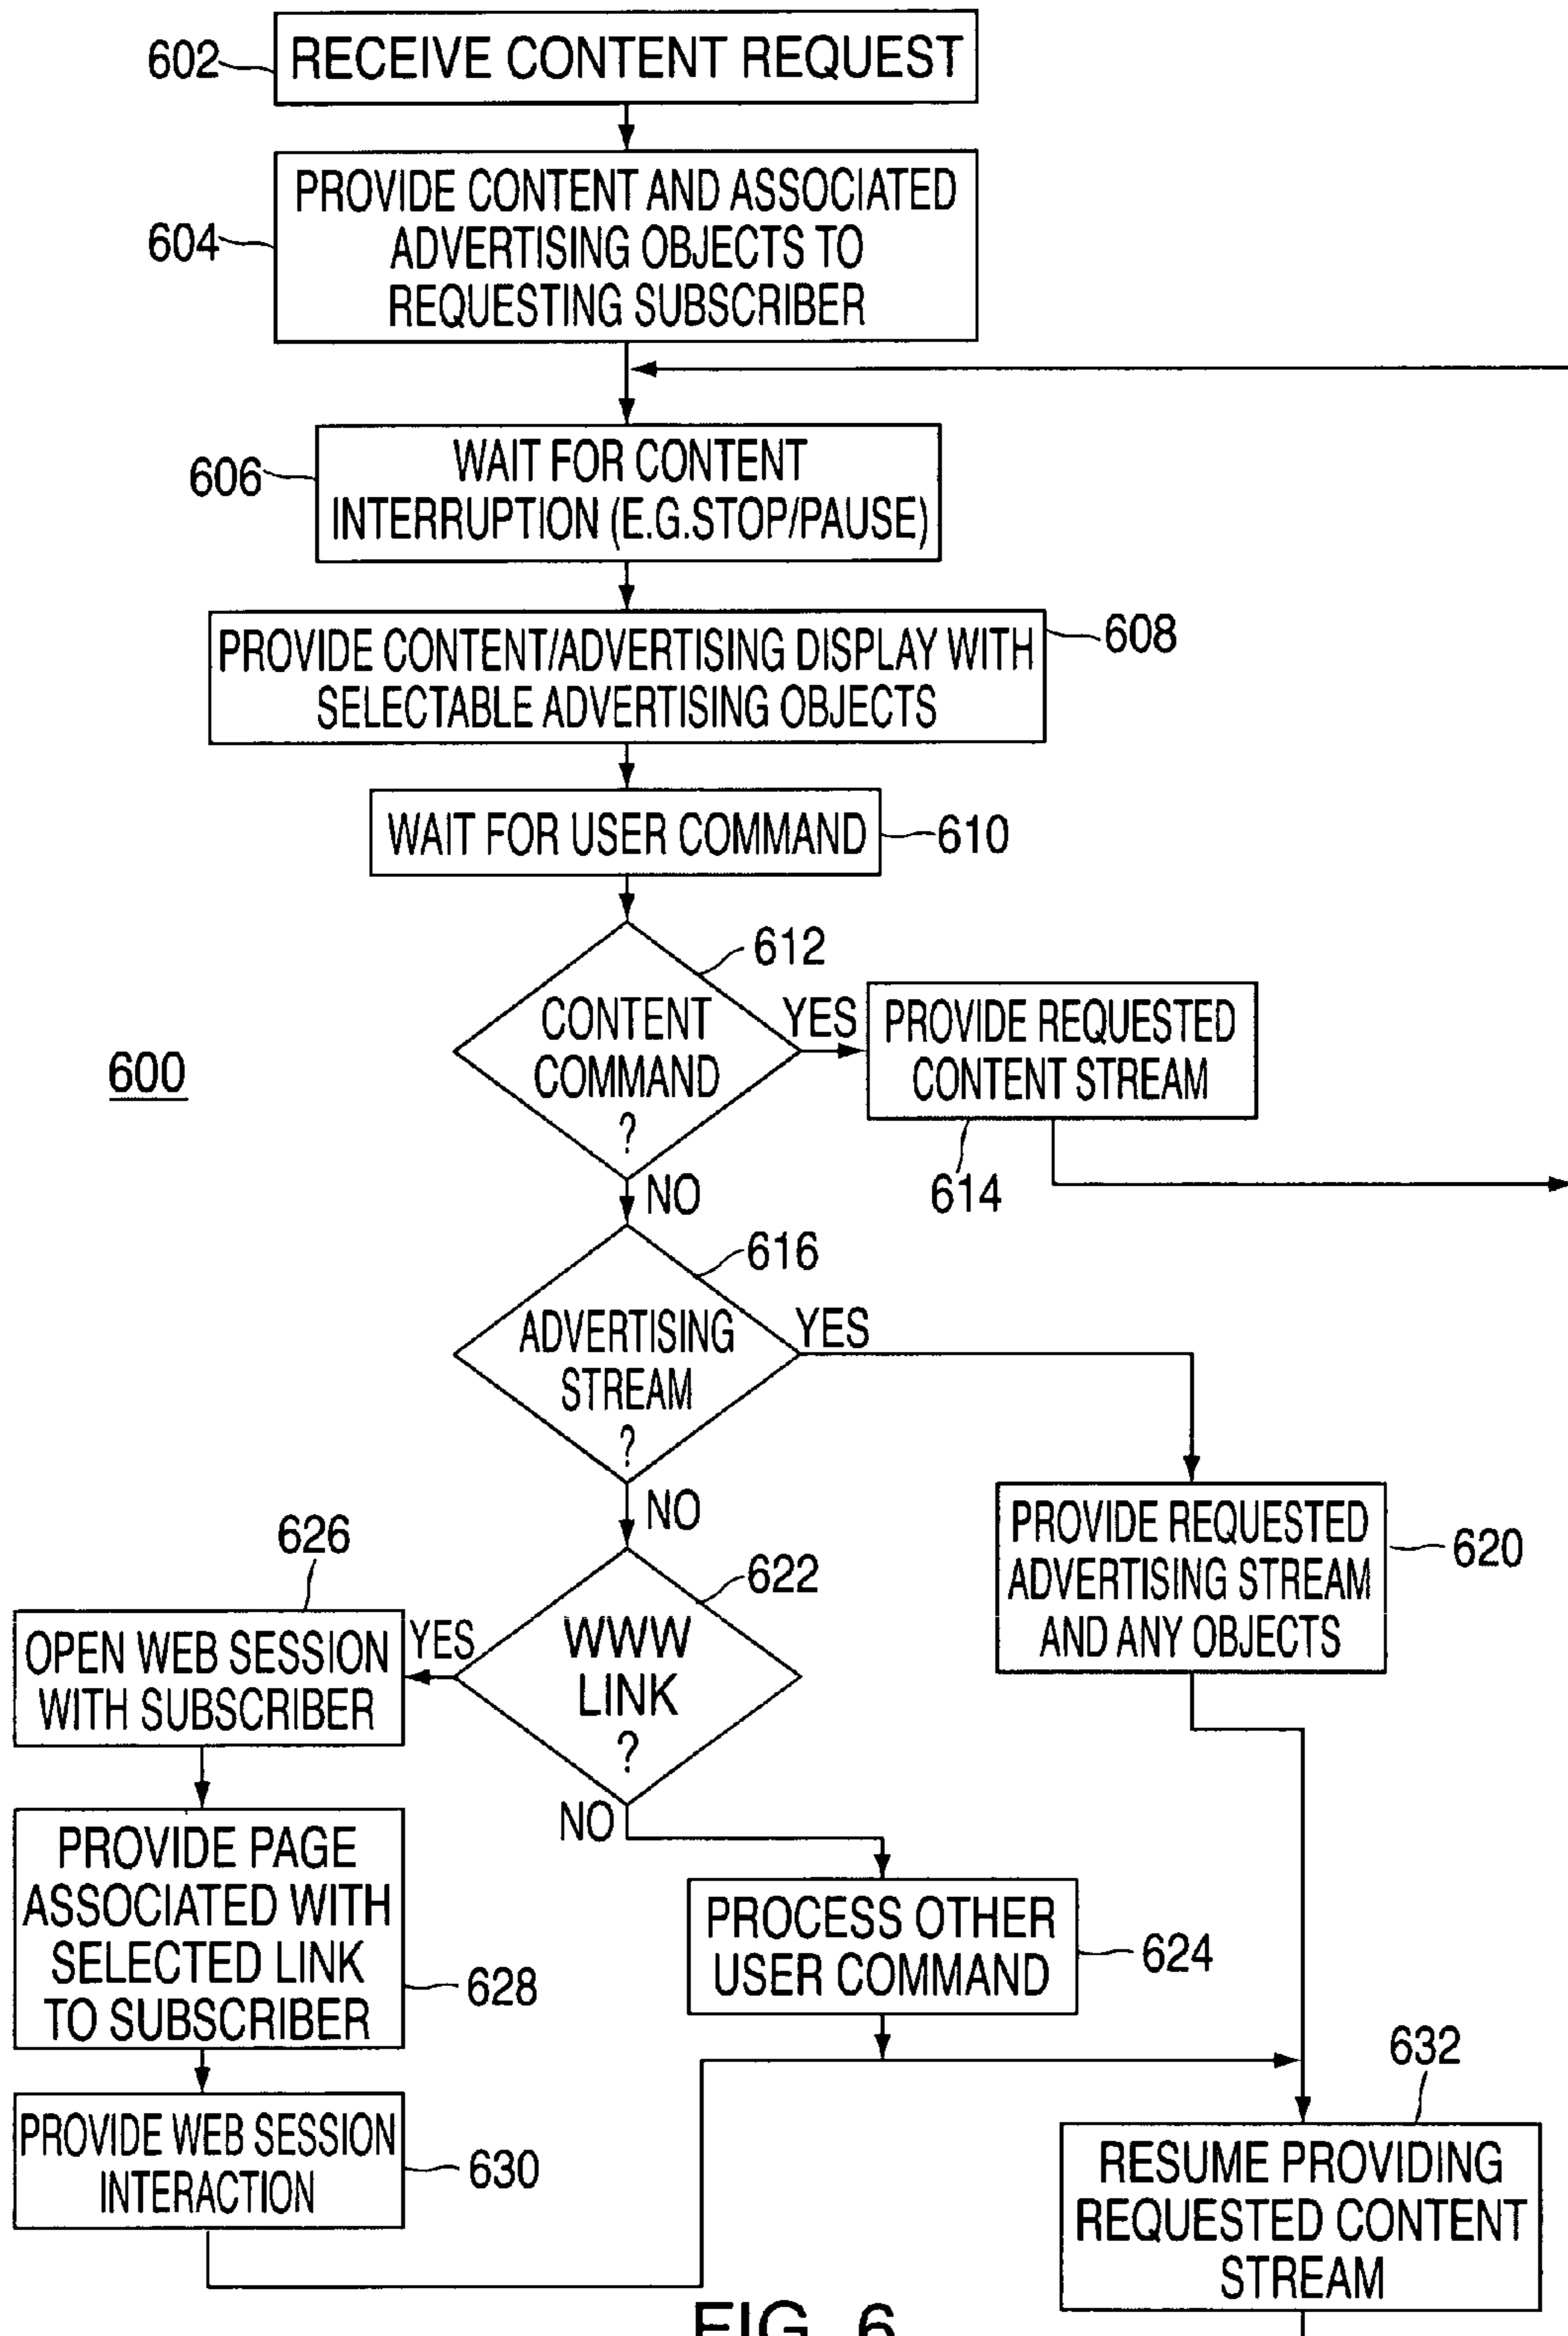 602
RECEIVE CONTENT REQUEST
604
PROVIDE CONTENT AND ASSOCIATED
ADVERTISING OBJECTS TO
REQUESTING SUBSCRIBER
606
WAIT FOR CONTENT
INTERRUPTION (E.G.STOP/PAUSE)
608
PROVIDE CONTENT/ADVERTISING DISPLAY WITH
SELECTABLE ADVERTISING OBJECTS
WAIT FOR USER COMMAND
610
612
CONTENT
COMMAND
?
YES
PROVIDE REQUESTED
CONTENT STREAM
614
600
NO
616
ADVERTISING
STREAM
?
YES
NO
PROVIDE REQUESTED
ADVERTISING STREAM
AND ANY OBJECTS
620
622
WWW
LINK
?
YES
626
OPEN WEB SESSION
WITH SUBSCRIBER
NO
PROVIDE PAGE
ASSOCIATED WITH
SELECTED LINK
TO SUBSCRIBER
628
PROCESS OTHER
USER COMMAND
624
PROVIDE WEB SESSION
INTERACTION
630
632
RESUME PROVIDING
REQUESTED CONTENT
STREAM
FIG. 6